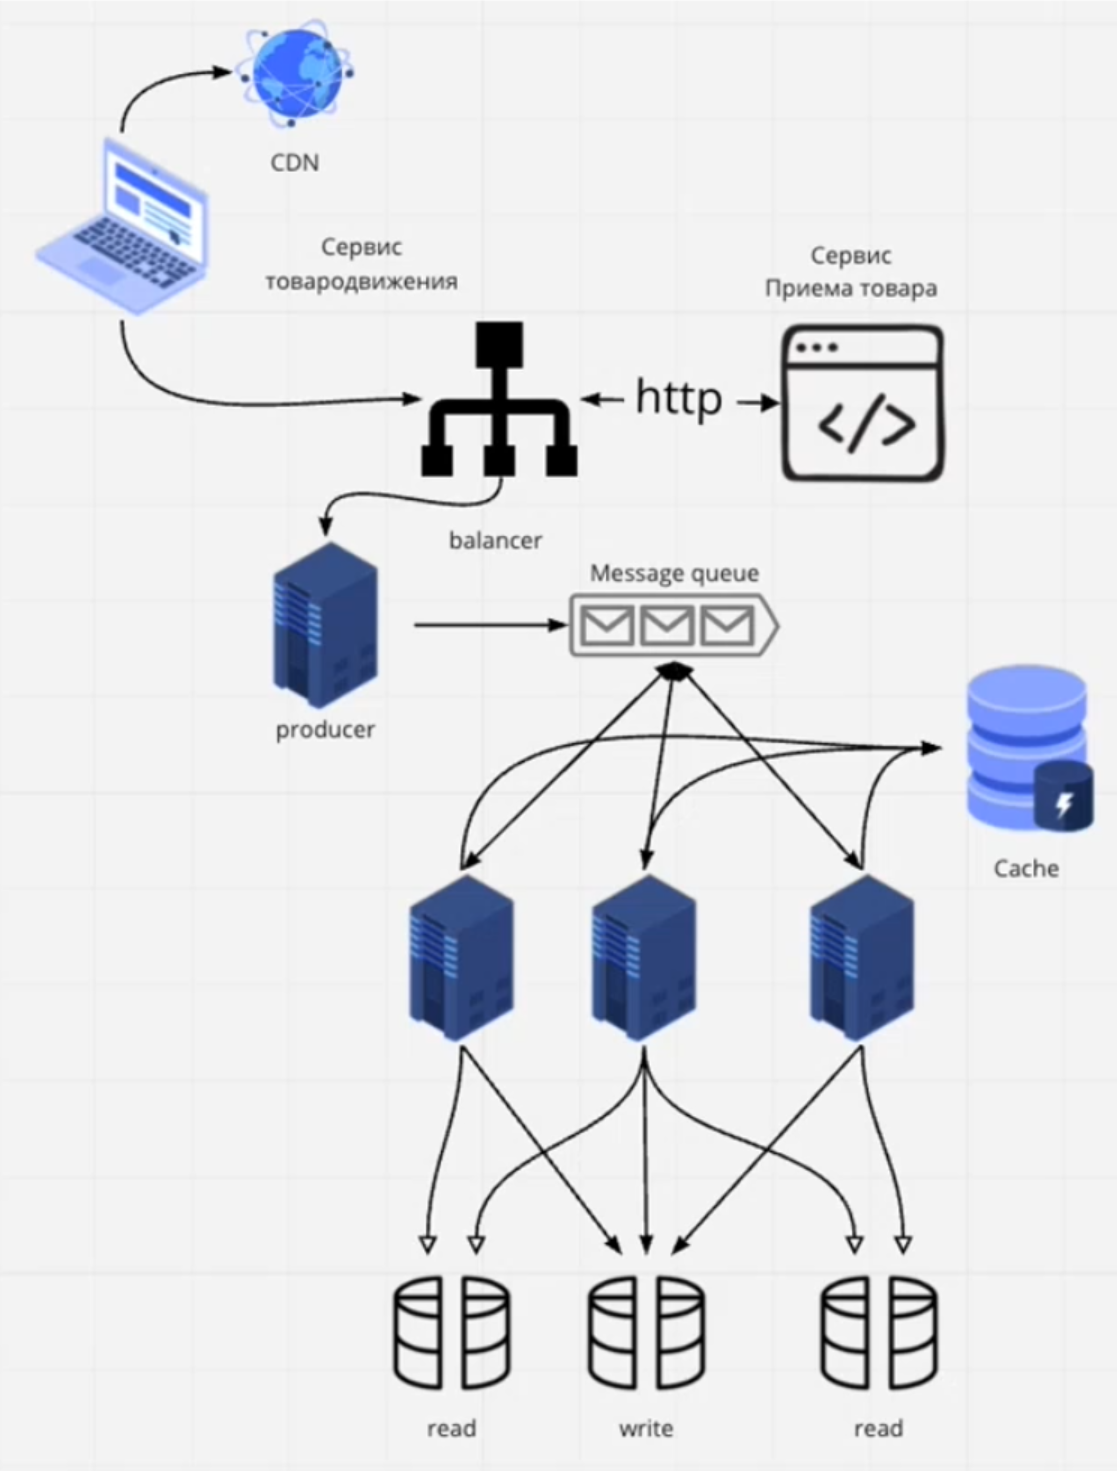 CDN
Сервис
товародвижения
Сервис
Приема товара
http
balancer
Message queue
producer
Cache
read
write
read